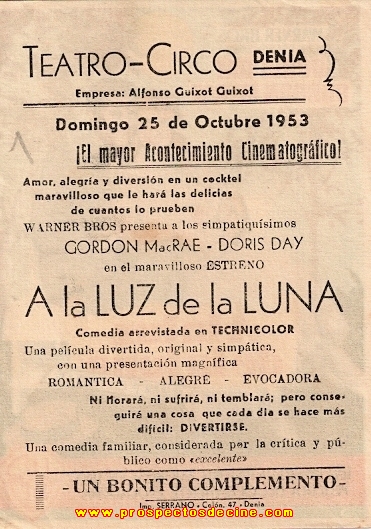 TEATRO-CIRCO DENIA
Empresa: Alfonso Guixot Guixot
Domingo 25 de Octubre 1953
¡El mayor Acontecimiento Cinematográfico!
Amor, alegría y diversión en un cocktel
maravilloso que le hará las delicias
de cuantos lo prueben
WARNER BROS presenta a los simpatiquísimos
GORDON MacRAE - DORIS DAY
en el maravilloso ESTRENO
A la LUZ de la LUNA
Comedia arrevistada en TECHNICOLOR
Una película divertida, original y simpática,
con una presentación magnífica
ROMANTICA - ALEGRE - EVOCADORA
Ni llorará, ni sufrirá, ni temblará; pero conse-
guirá una cosa que cada día se hace más
difícil: DIVERTIRSE.
Una comedia familiar, considerada por la crítica y pú-
blico como «excelente»
-UN BONITO COMPLEMENTO-
Imp. SERRANO - Colón, 47 - Denia
www.prospectosdecine.com